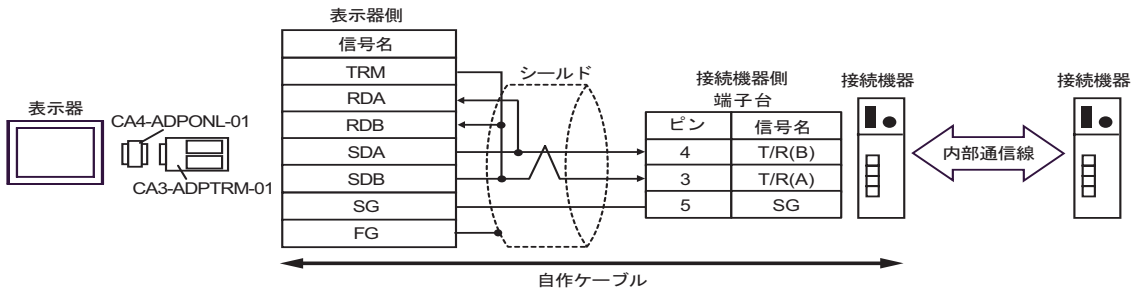 表示器側
信号名
TRM
RDA
RDB
SDA
SDB
SG
FG
シールド
表示器
CA4-ADPONL-01
CA3-ADPTRM-01
接続機器側
端子台
ピン 信号名
4 T/R(B)
3 T/R(A)
5 SG
接続機器
内部通信線
接続機器
自作ケーブル